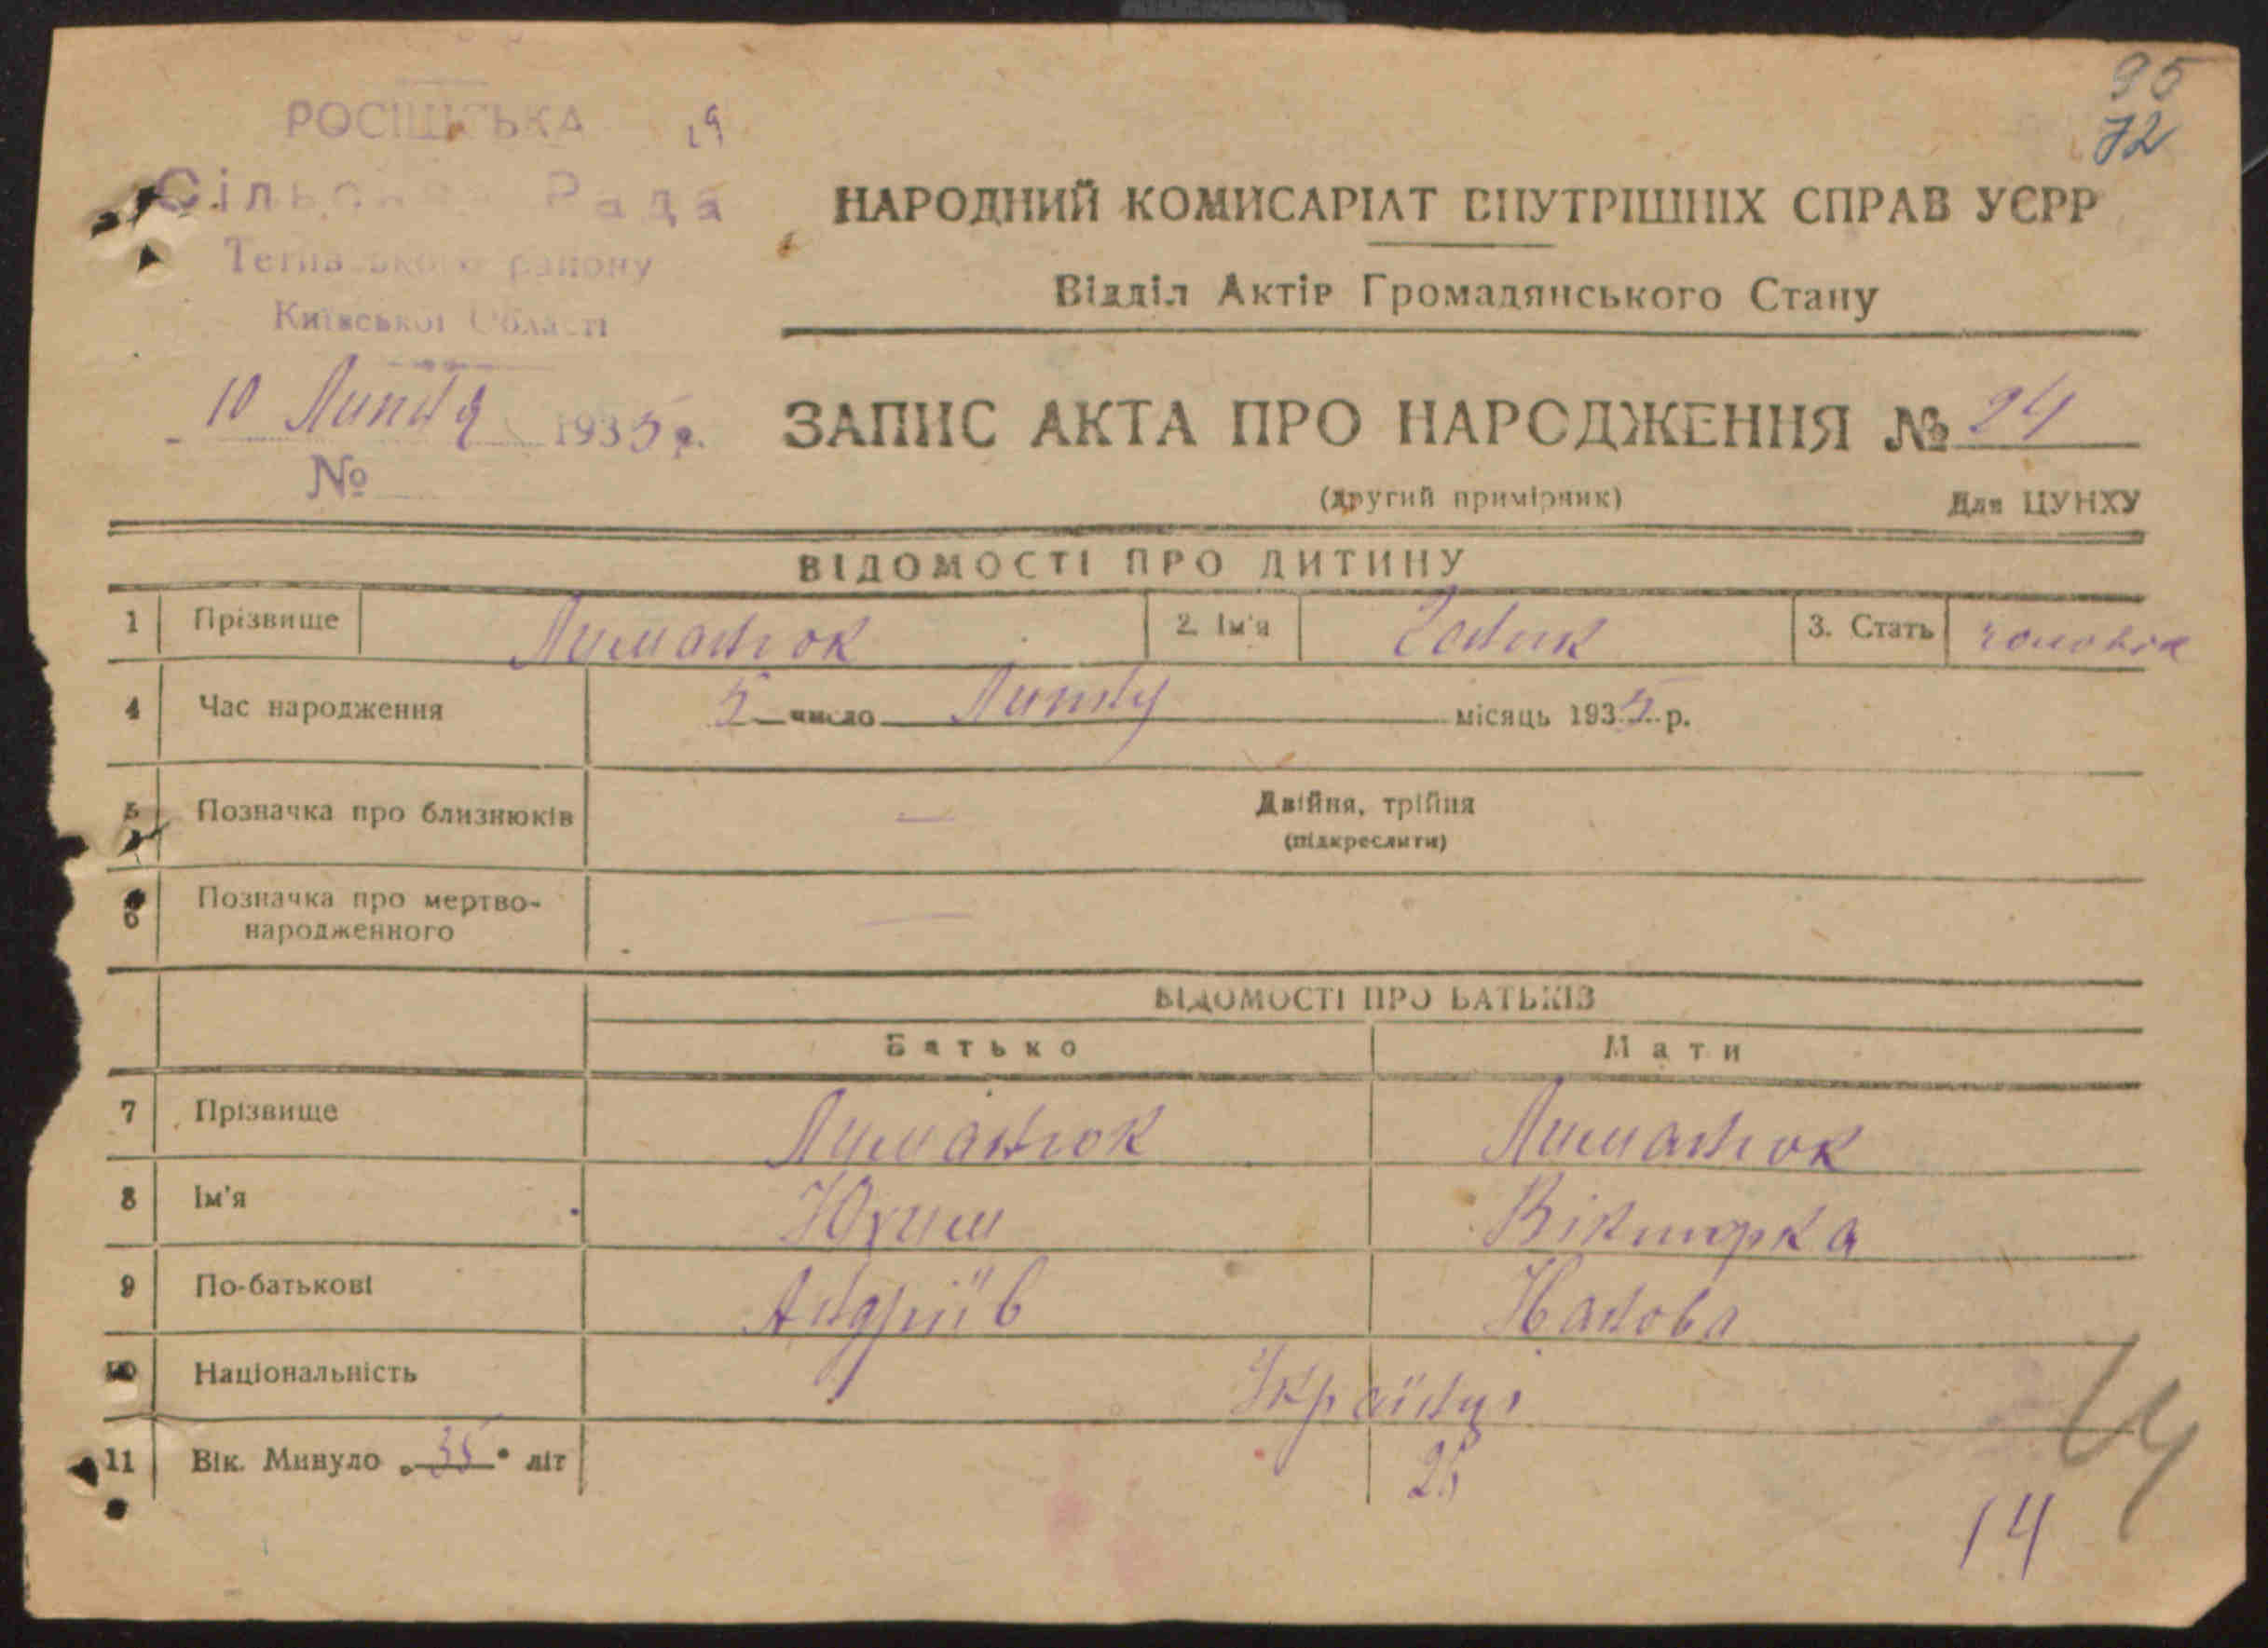 95
72
РОСІШСЬКА 19
Сільська Рада
району
Київської Області
10 Липня 1935 р.
№
НАРОДНИЙ КОМИСАРІАТ ВНУТРІШНІХ СПРАВ УСРР
Відділ Актів Громадянського Стану
ЗАПИС АКТА ПРО НАРОДЖЕННЯ № 24
(другий примірник) Для ЦУНХУ
ВІДОМОСТІ ПРО ДИТИНУ
1 Прізвище Лиманюк 2. Ім'я 3. Стать чоловік
4 Час народження 5 число Липня місяць 1935 р.
5 Позначка про близнюків — Двійня, трійня
(підкреслити)
6 Позначка про мертво-
народженного —
ВІДОМОСТІ ПРО БАТЬКІВ
Батько Мати
7 Прізвище Лиманюк Лиманюк
8 Ім'я Юхим Вікторка
9 По-батькові Андріїв
10 Національність Українці
11 Вік. Минуло „35" літ 25
14